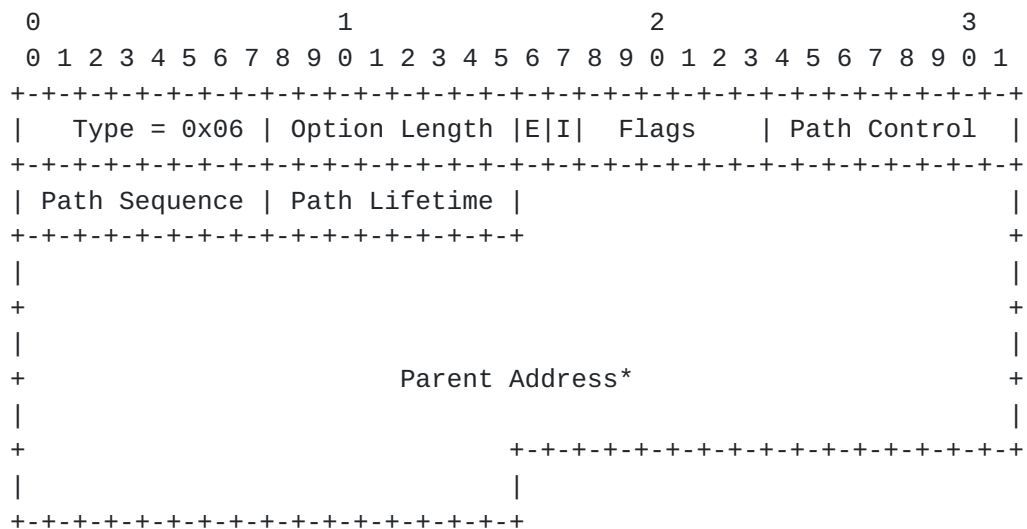 0                   1                   2                   3
 0 1 2 3 4 5 6 7 8 9 0 1 2 3 4 5 6 7 8 9 0 1 2 3 4 5 6 7 8 9 0 1
+-+-+-+-+-+-+-+-+-+-+-+-+-+-+-+-+-+-+-+-+-+-+-+-+-+-+-+-+-+-+-+-+
|   Type = 0x06 | Option Length |E|I|  Flags    | Path Control  |
+-+-+-+-+-+-+-+-+-+-+-+-+-+-+-+-+-+-+-+-+-+-+-+-+-+-+-+-+-+-+-+-+
| Path Sequence | Path Lifetime |                               |
+-+-+-+-+-+-+-+-+-+-+-+-+-+-+-+-+                               +
|                                                               |
+                                                               +
|                                                               |
+                        Parent Address*                        +
|                                                               |
+                               +-+-+-+-+-+-+-+-+-+-+-+-+-+-+-+-+
|                               |
+-+-+-+-+-+-+-+-+-+-+-+-+-+-+-+-+